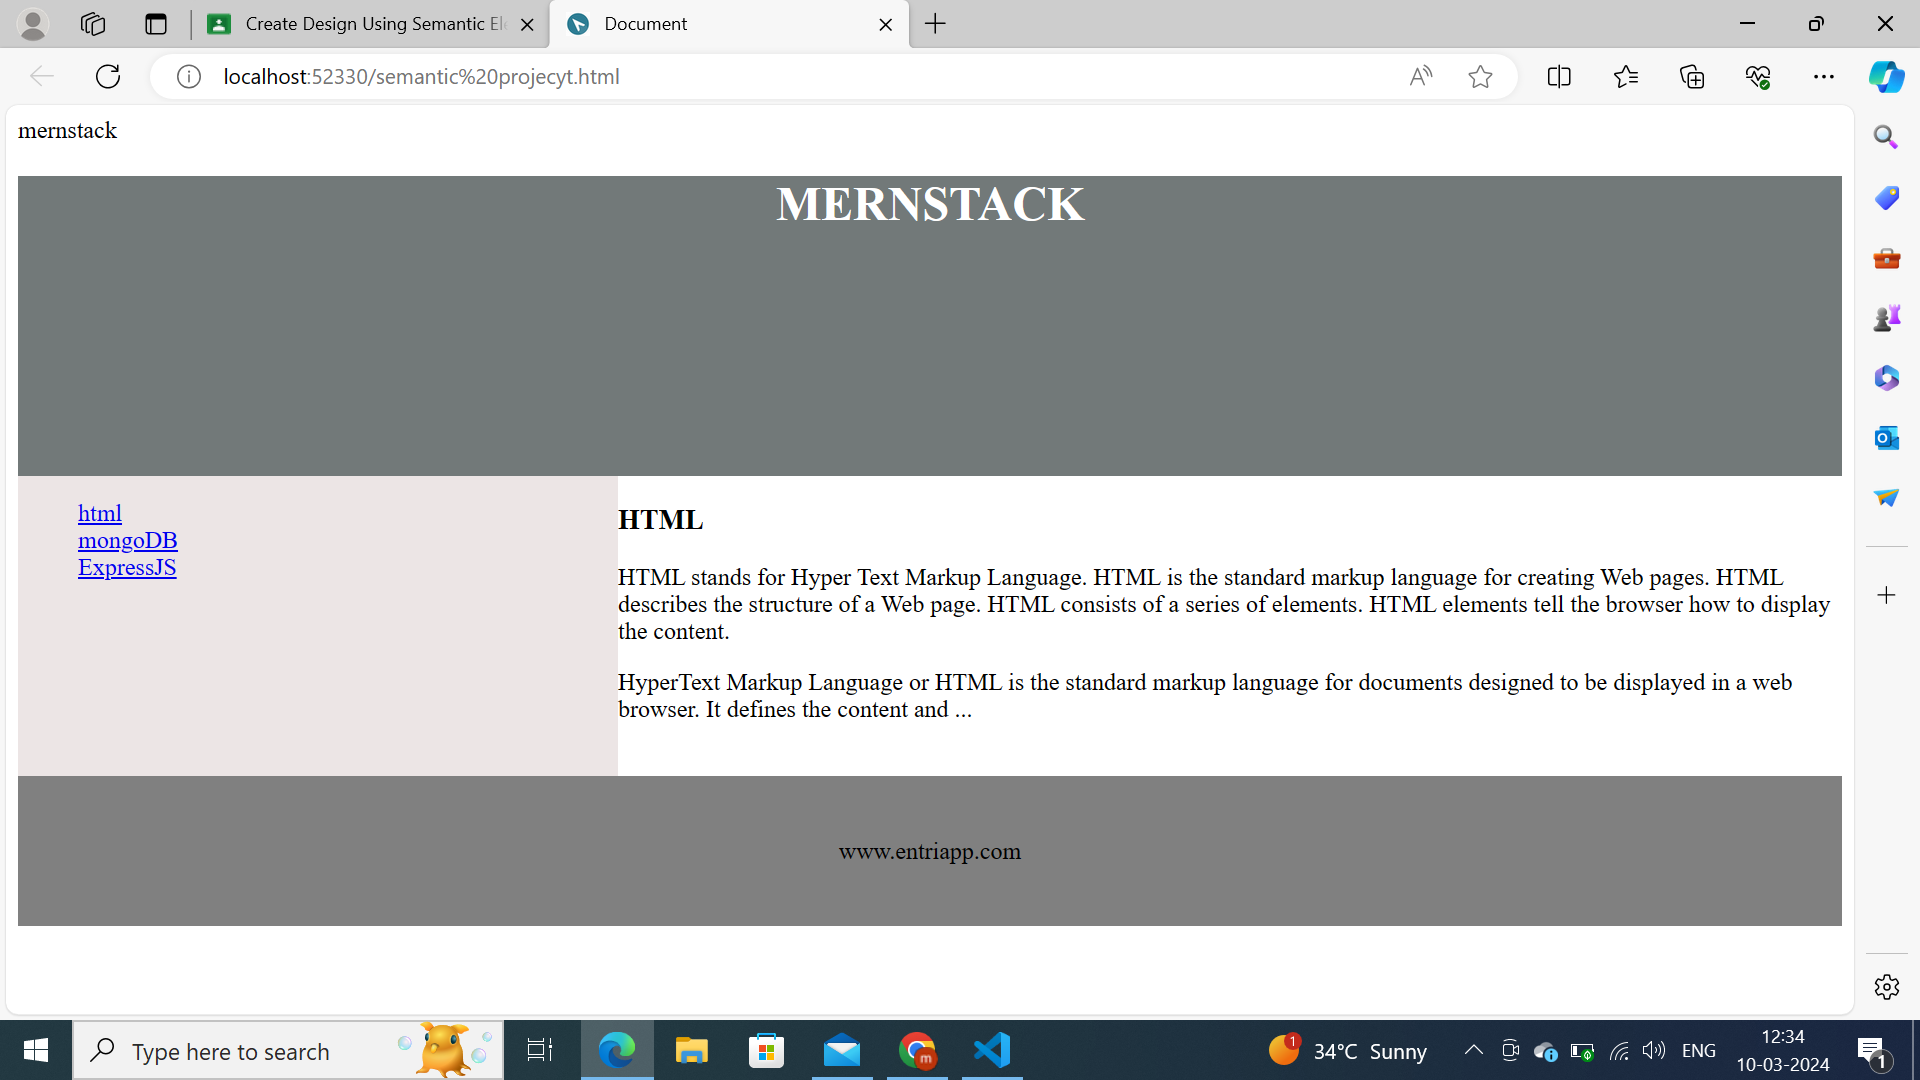 Create Design Using Semantic El
Document
localhost:52330/semantic%20projecyt.html
mernstack
MERNSTACK
html
mongoDB
ExpressJS
HTML
HTML stands for Hyper Text Markup Language. HTML is the standard markup language for creating Web pages. HTML
describes the structure of a Web page. HTML consists of a series of elements. HTML elements tell the browser how to display
the content.
HyperText Markup Language or HTML is the standard markup language for documents designed to be displayed in a web
browser. It defines the content and ...
www.entriapp.com
Type here to search
m
1
34°C Sunny
ENG
12:34
10-03-2024
1